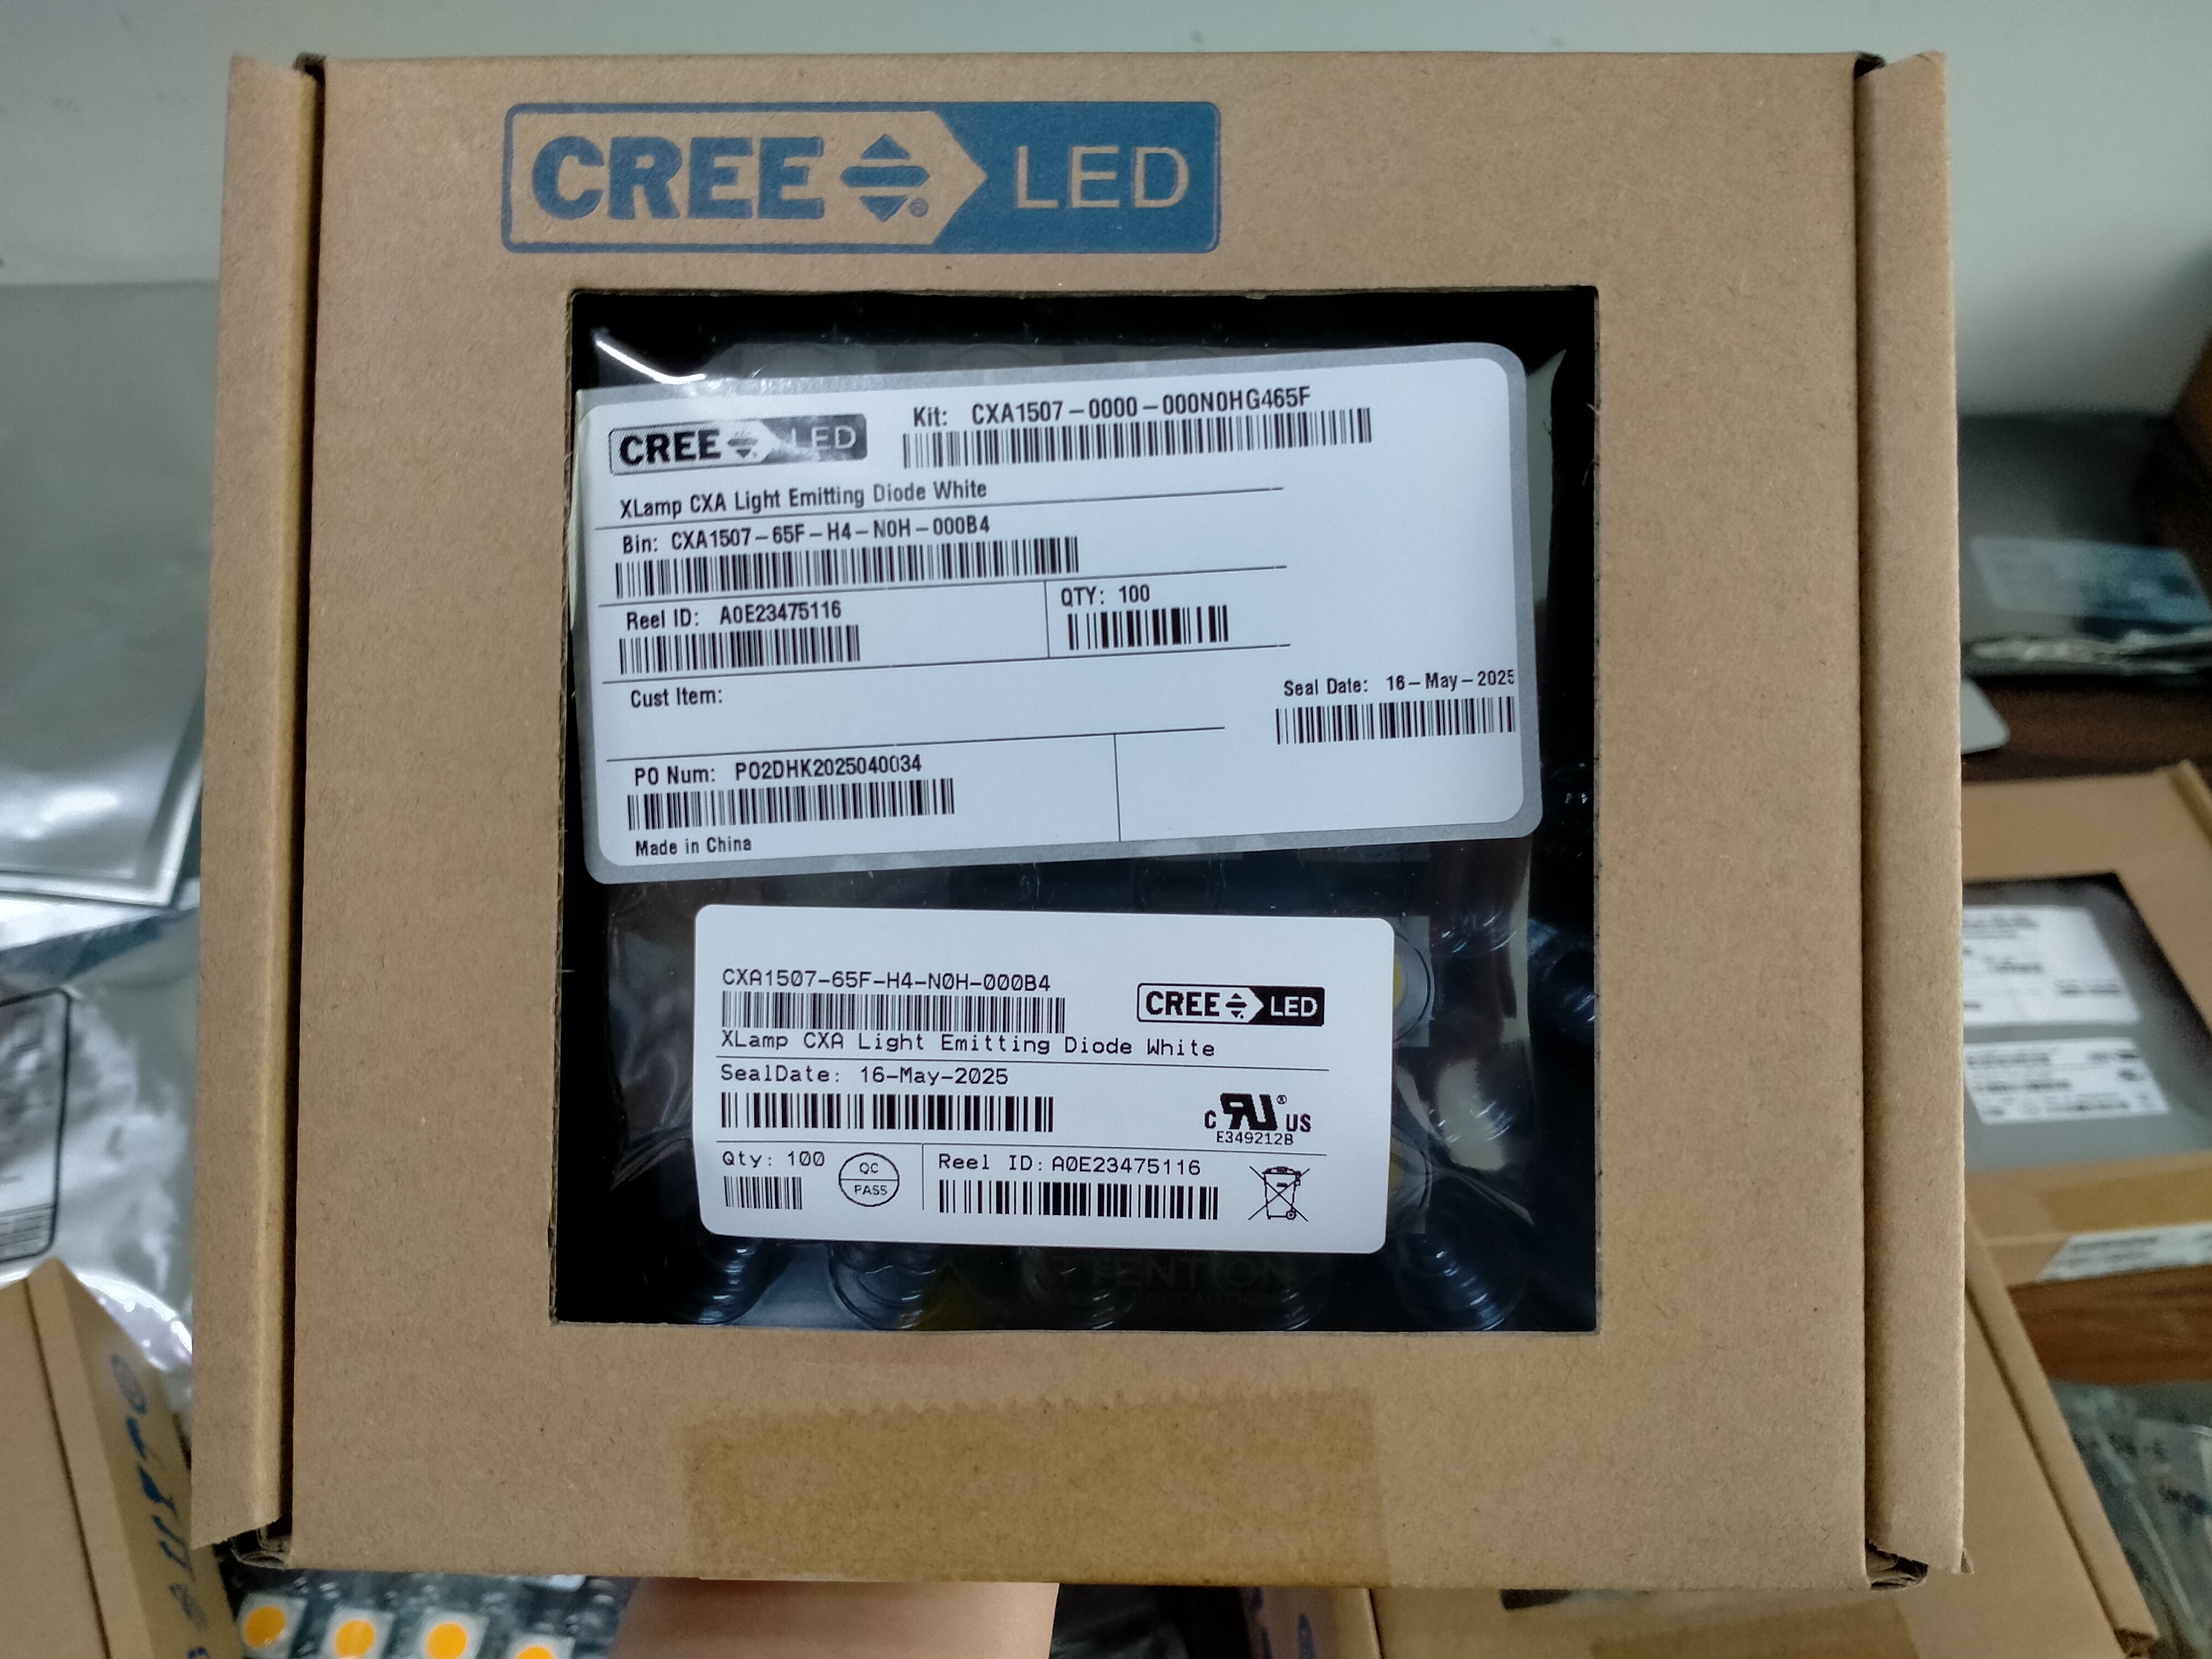 CREE LED
CREE LED
Kit: CXA1507-0000-000N0HG465F
XLamp CXA Light Emitting Diode White
Bin: CXA1507-65F-H4-N0H-000B4
Reel ID: A0E23475116
QTY: 100
Cust Item:
Seal Date: 16-May-2025
PO Num: PO2DHK2025040034
Made in China
CXA1507-65F-H4-N0H-000B4
CREE LED
XLamp CXA Light Emitting Diode White
SealDate: 16-May-2025
C RU ® US
E349212B
Qty: 100
QC
PASS
Reel ID: A0E23475116
ATTENTION